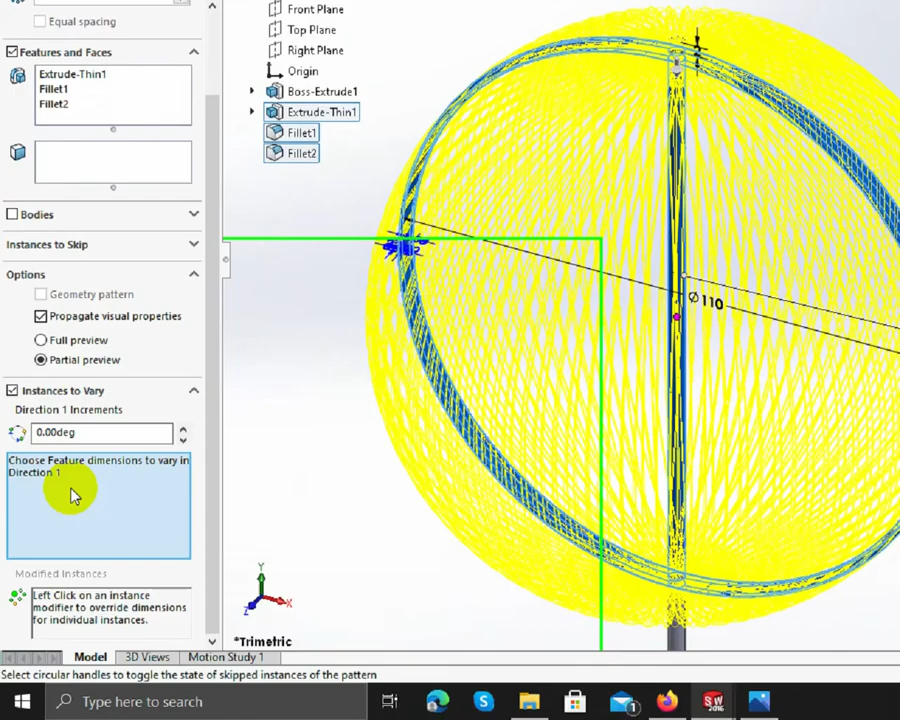 Equal spacing
Features and Faces
Extrude-Thin1
Fillet1
Fillet2
Bodies
Instances to Skip
Options
Geometry pattern
Propagate visual properties
Full preview
Partial preview
Instances to Vary
Direction 1 Increments
0.00deg
Choose Feature dimensions to vary in
Direction 1
Modified Instances
Left Click on an instance
modifier to override dimensions
for individual instances.
Front Plane
Top Plane
Right Plane
Origin
Boss-Extrude1
Extrude-Thin1
Fillet1
Fillet2
Ø110
Y
X
Z
*Trimetric
Model
3D Views
Motion Study 1
Select circular handles to toggle the state of skipped instances of the pattern
Type here to search
1
SW
2016